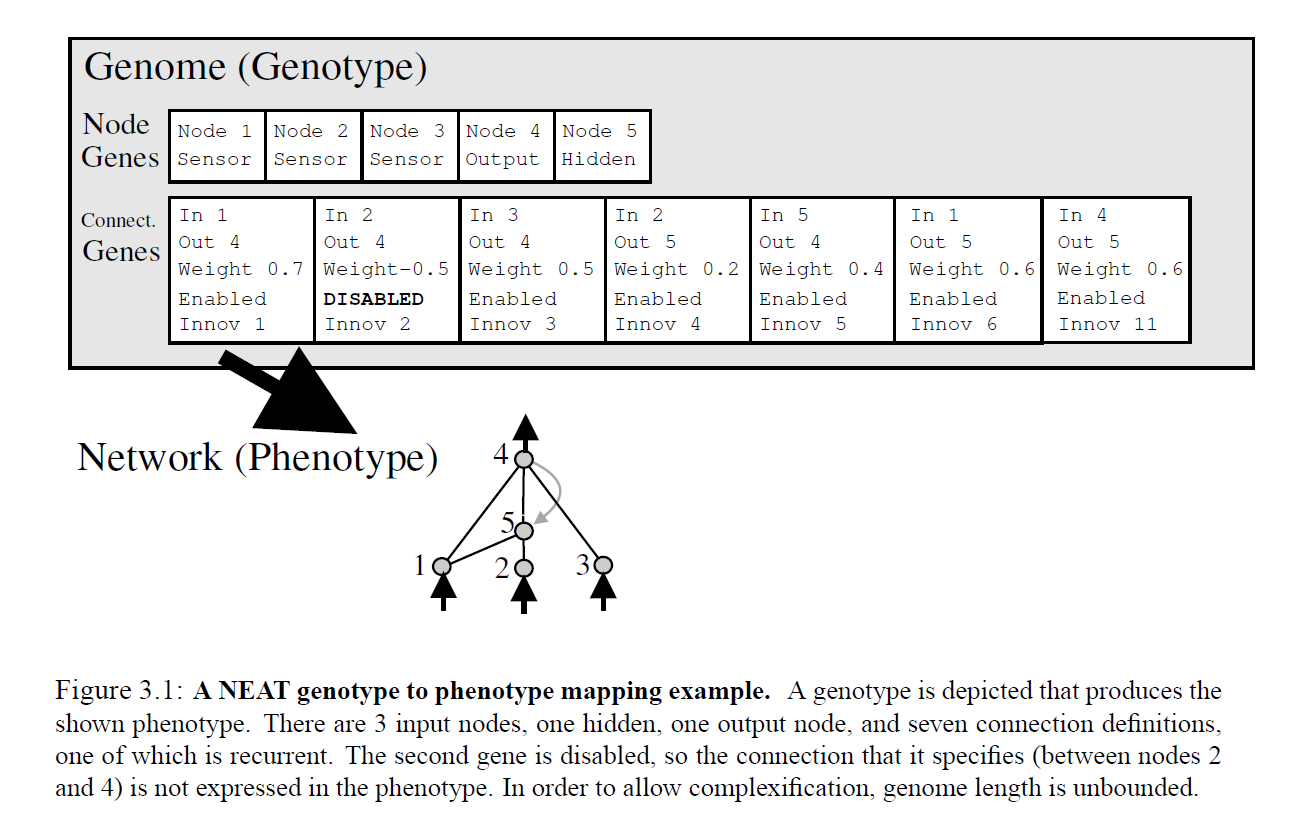 Genome (Genotype)
Node
Genes
Node 1 Node 2 Node 3 Node 4 Node 5
Sensor Sensor Sensor Output Hidden
Connect.
Genes
In 1 In 2 In 3 In 2 In 5 In 1 In 4
Out 4 Out 4 Out 4 Out 5 Out 4 Out 5 Out 5
Weight 0.7 Weight-0.5 Weight 0.5 Weight 0.2 Weight 0.4 Weight 0.6 Weight 0.6
Enabled DISABLED Enabled Enabled Enabled Enabled Enabled
Innov 1 Innov 2 Innov 3 Innov 4 Innov 5 Innov 6 Innov 11
Network (Phenotype)
4
5
1 2 3
Figure 3.1: A NEAT genotype to phenotype mapping example. A genotype is depicted that produces the
shown phenotype. There are 3 input nodes, one hidden, one output node, and seven connection definitions,
one of which is recurrent. The second gene is disabled, so the connection that it specifies (between nodes 2
and 4) is not expressed in the phenotype. In order to allow complexification, genome length is unbounded.